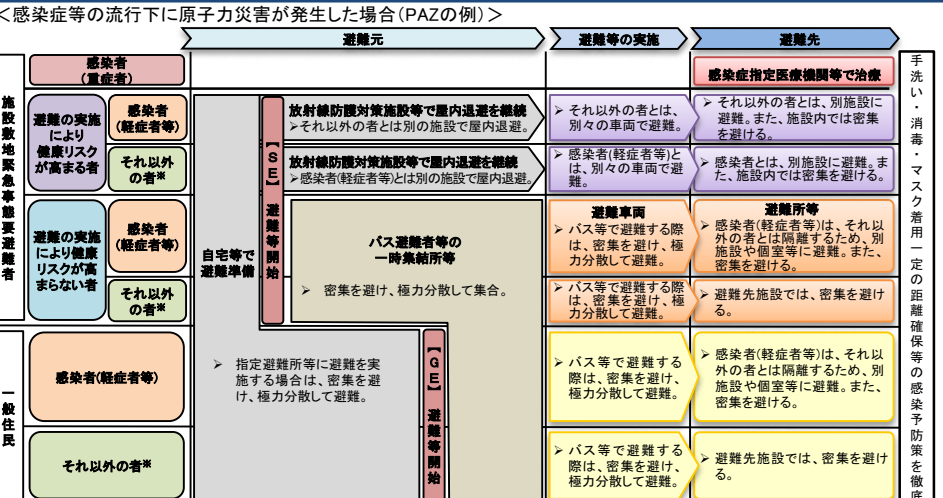 ＜感染症等の流行下に原子力災害が発生した場合（PAZの例）＞
避難元
避難等の実施
避難先
感染者
（重症者）
感染症指定医療機関等で治療
施設敷地緊急事態要避難者
避難の実施
により
健康リスク
が高まる者
感染者
（軽症者等）
それ以外
の者※
避難の実施
により健康
リスクが高
まらない者
感染者
（軽症者等）
それ以外
の者※
一般住民
感染者(軽症者等)
それ以外の者※
自宅等で
避難準備
【SE】避難等開始
放射線防護対策施設等で屋内退避を継続
➢それ以外の者とは別の施設で屋内退避。
放射線防護対策施設等で屋内退避を継続
➢感染者(軽症者等)とは別の施設で屋内退避。
バス避難者等の
一時集結所等
➢ 密集を避け、極力分散して集合。
➢ 指定避難所等に避難を実
施する場合は、密集を避
け、極力分散して避難。
【GE】避難等開始
➢ それ以外の者とは、
別々の車両で避難。
➢ 感染者(軽症者等)と
は、別々の車両で避
難。
避難車両
➢ バス等で避難する際
は、密集を避け、極
力分散して避難。
➢ バス等で避難する際
は、密集を避け、極
力分散して避難。
➢ バス等で避難する
際は、密集を避け、
極力分散して避難。
➢ バス等で避難する
際は、密集を避け、
極力分散して避難。
➢ それ以外の者とは、別施設に
避難。また、施設内では密集
を避ける。
➢ 感染者とは、別施設に避難。ま
た、施設内では密集を避ける。
避難所等
➢ 感染者(軽症者等)は、それ以
外の者とは隔離するため、別
施設や個室等に避難。また、
密集を避ける。
➢ 避難先施設では、密集を避け
る。
➢ 感染者(軽症者等)は、それ以
外の者とは隔離するため、別
施設や個室等に避難。また、
密集を避ける。
➢ 避難先施設では、密集を避け
る。
手洗い・消毒・マスク着用一定の距離確保等の感染予防策を徹底